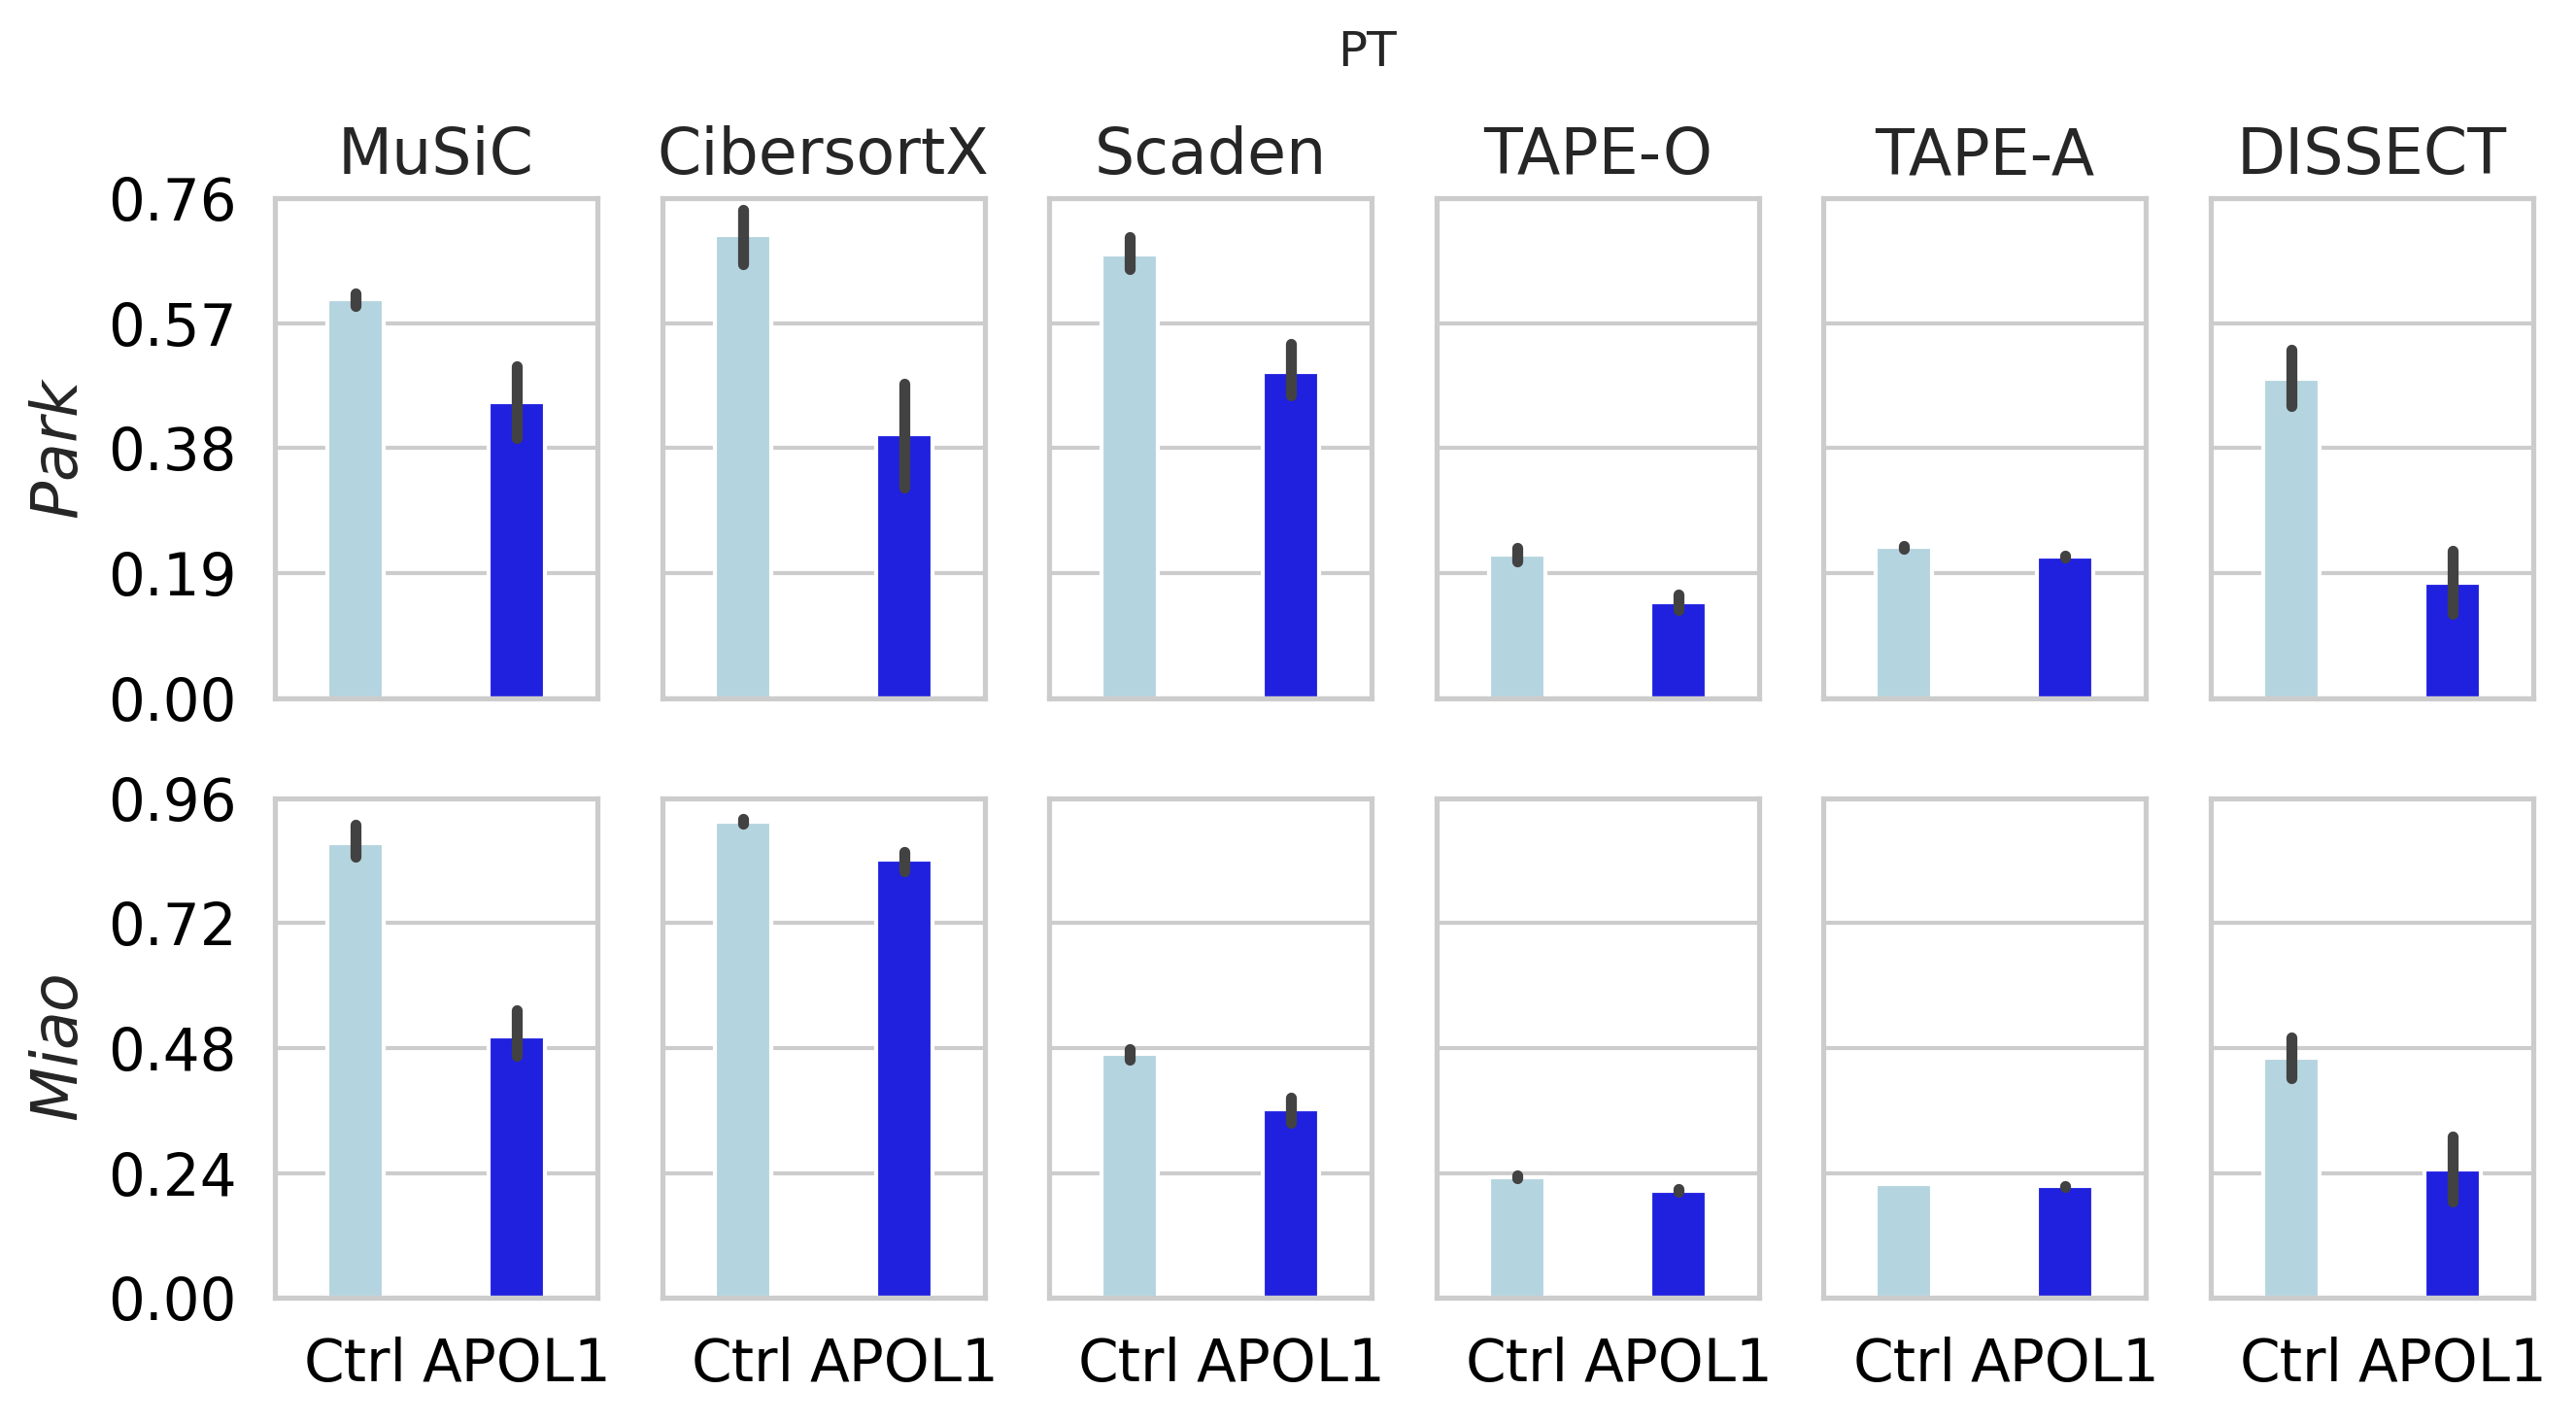 PT
MuSiC CibersortX Scaden TAPE-O TAPE-A DISSECT
0.76
0.57
0.38
0.19
0.00
Park
0.96
0.72
0.48
0.24
0.00
Miao
Ctrl APOL1 Ctrl APOL1 Ctrl APOL1 Ctrl APOL1 Ctrl APOL1 Ctrl APOL1